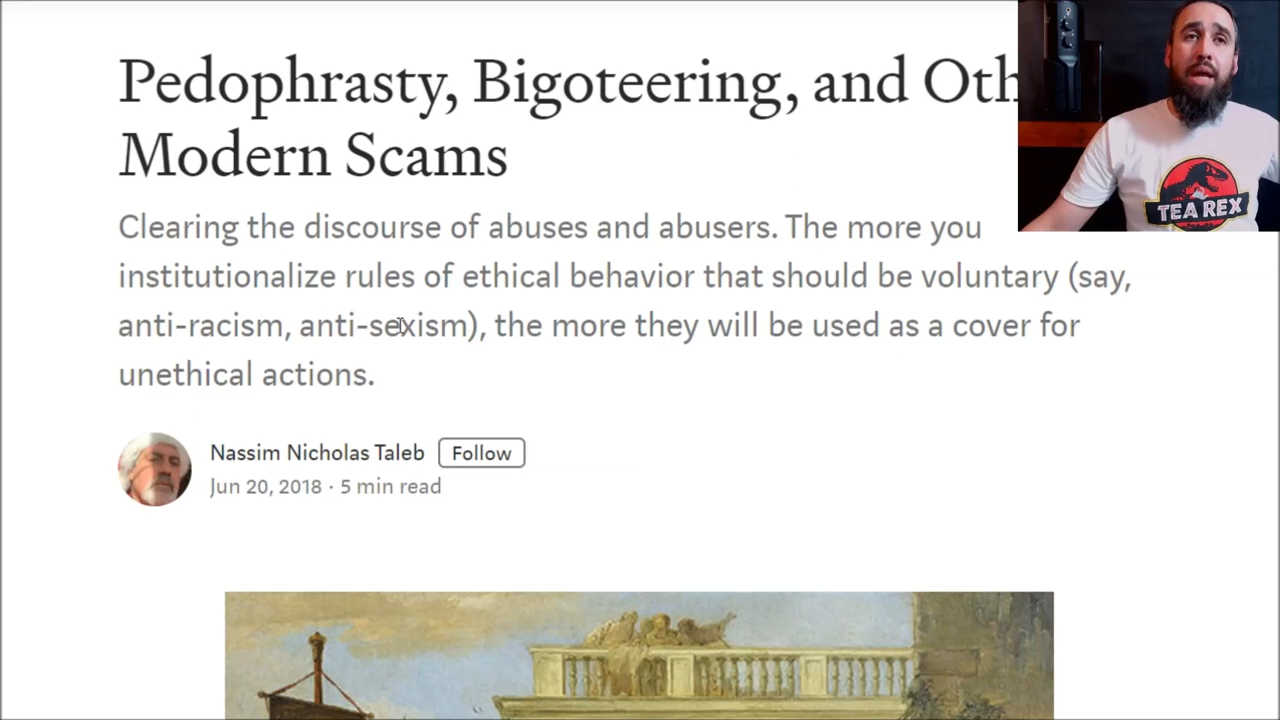 Pedophrasty, Bigoteering, and Oth
Modern Scams
Clearing the discourse of abuses and abusers. The more you
institutionalize rules of ethical behavior that should be voluntary (say,
anti-racism, anti-sexism), the more they will be used as a cover for
unethical actions.
Nassim Nicholas Taleb Follow
Jun 20, 2018 · 5 min read
TEA REX